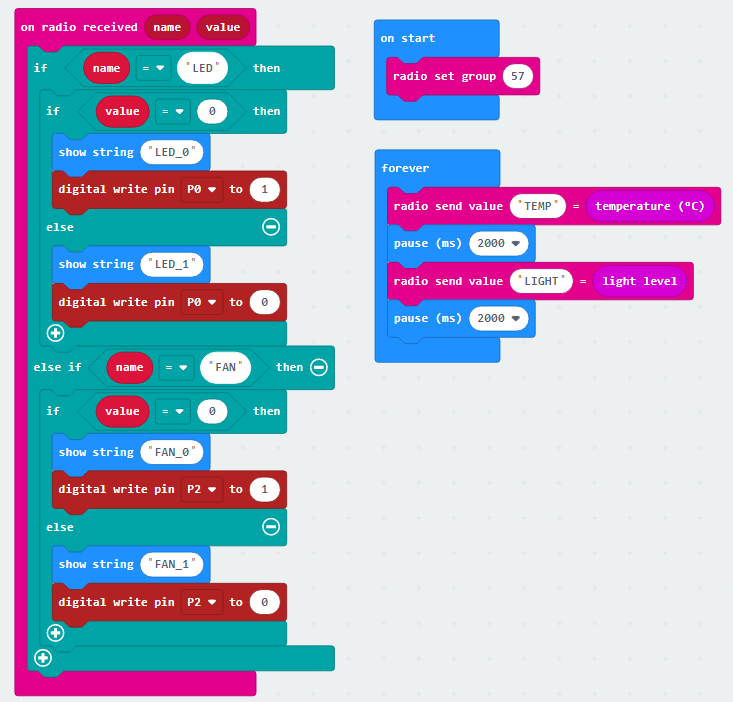 on radio received name value
if name = "LED" then
if value = 0 then
show string "LED_0"
digital write pin P0 to 1
else
show string "LED_1"
digital write pin P0 to 0
else if name = "FAN" then
if value = 0 then
show string "FAN_0"
digital write pin P2 to 1
else
show string "FAN_1"
digital write pin P2 to 0
on start
radio set group 57
forever
radio send value "TEMP" = temperature (°C)
pause (ms) 2000
radio send value "LIGHT" = light level
pause (ms) 2000